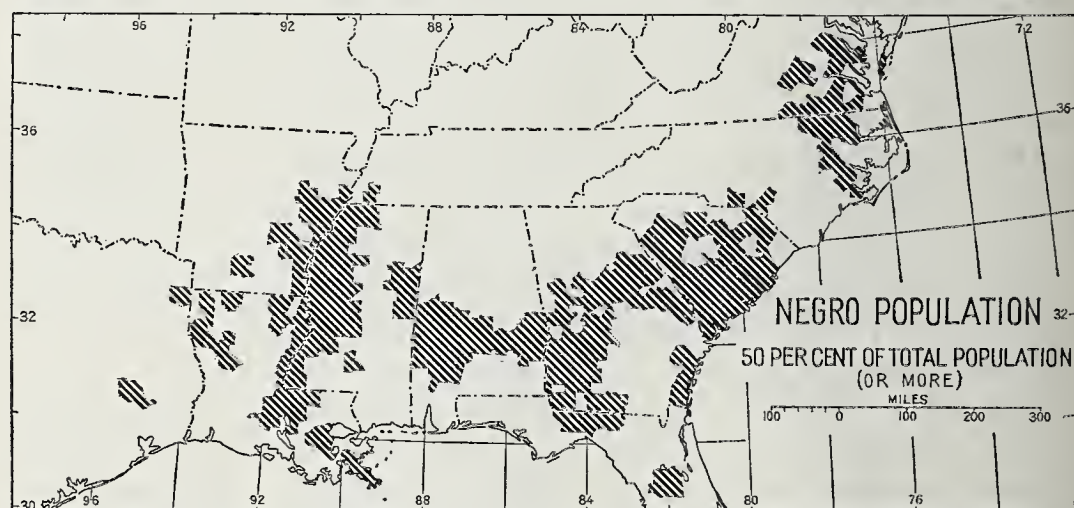 96 92 88 84 80 72
36 36
32 32
NEGRO POPULATION
50 PER CENT OF TOTAL POPULATION
(OR MORE)
MILES
100 0 100 200 300
30 96 92 88 84 80 76